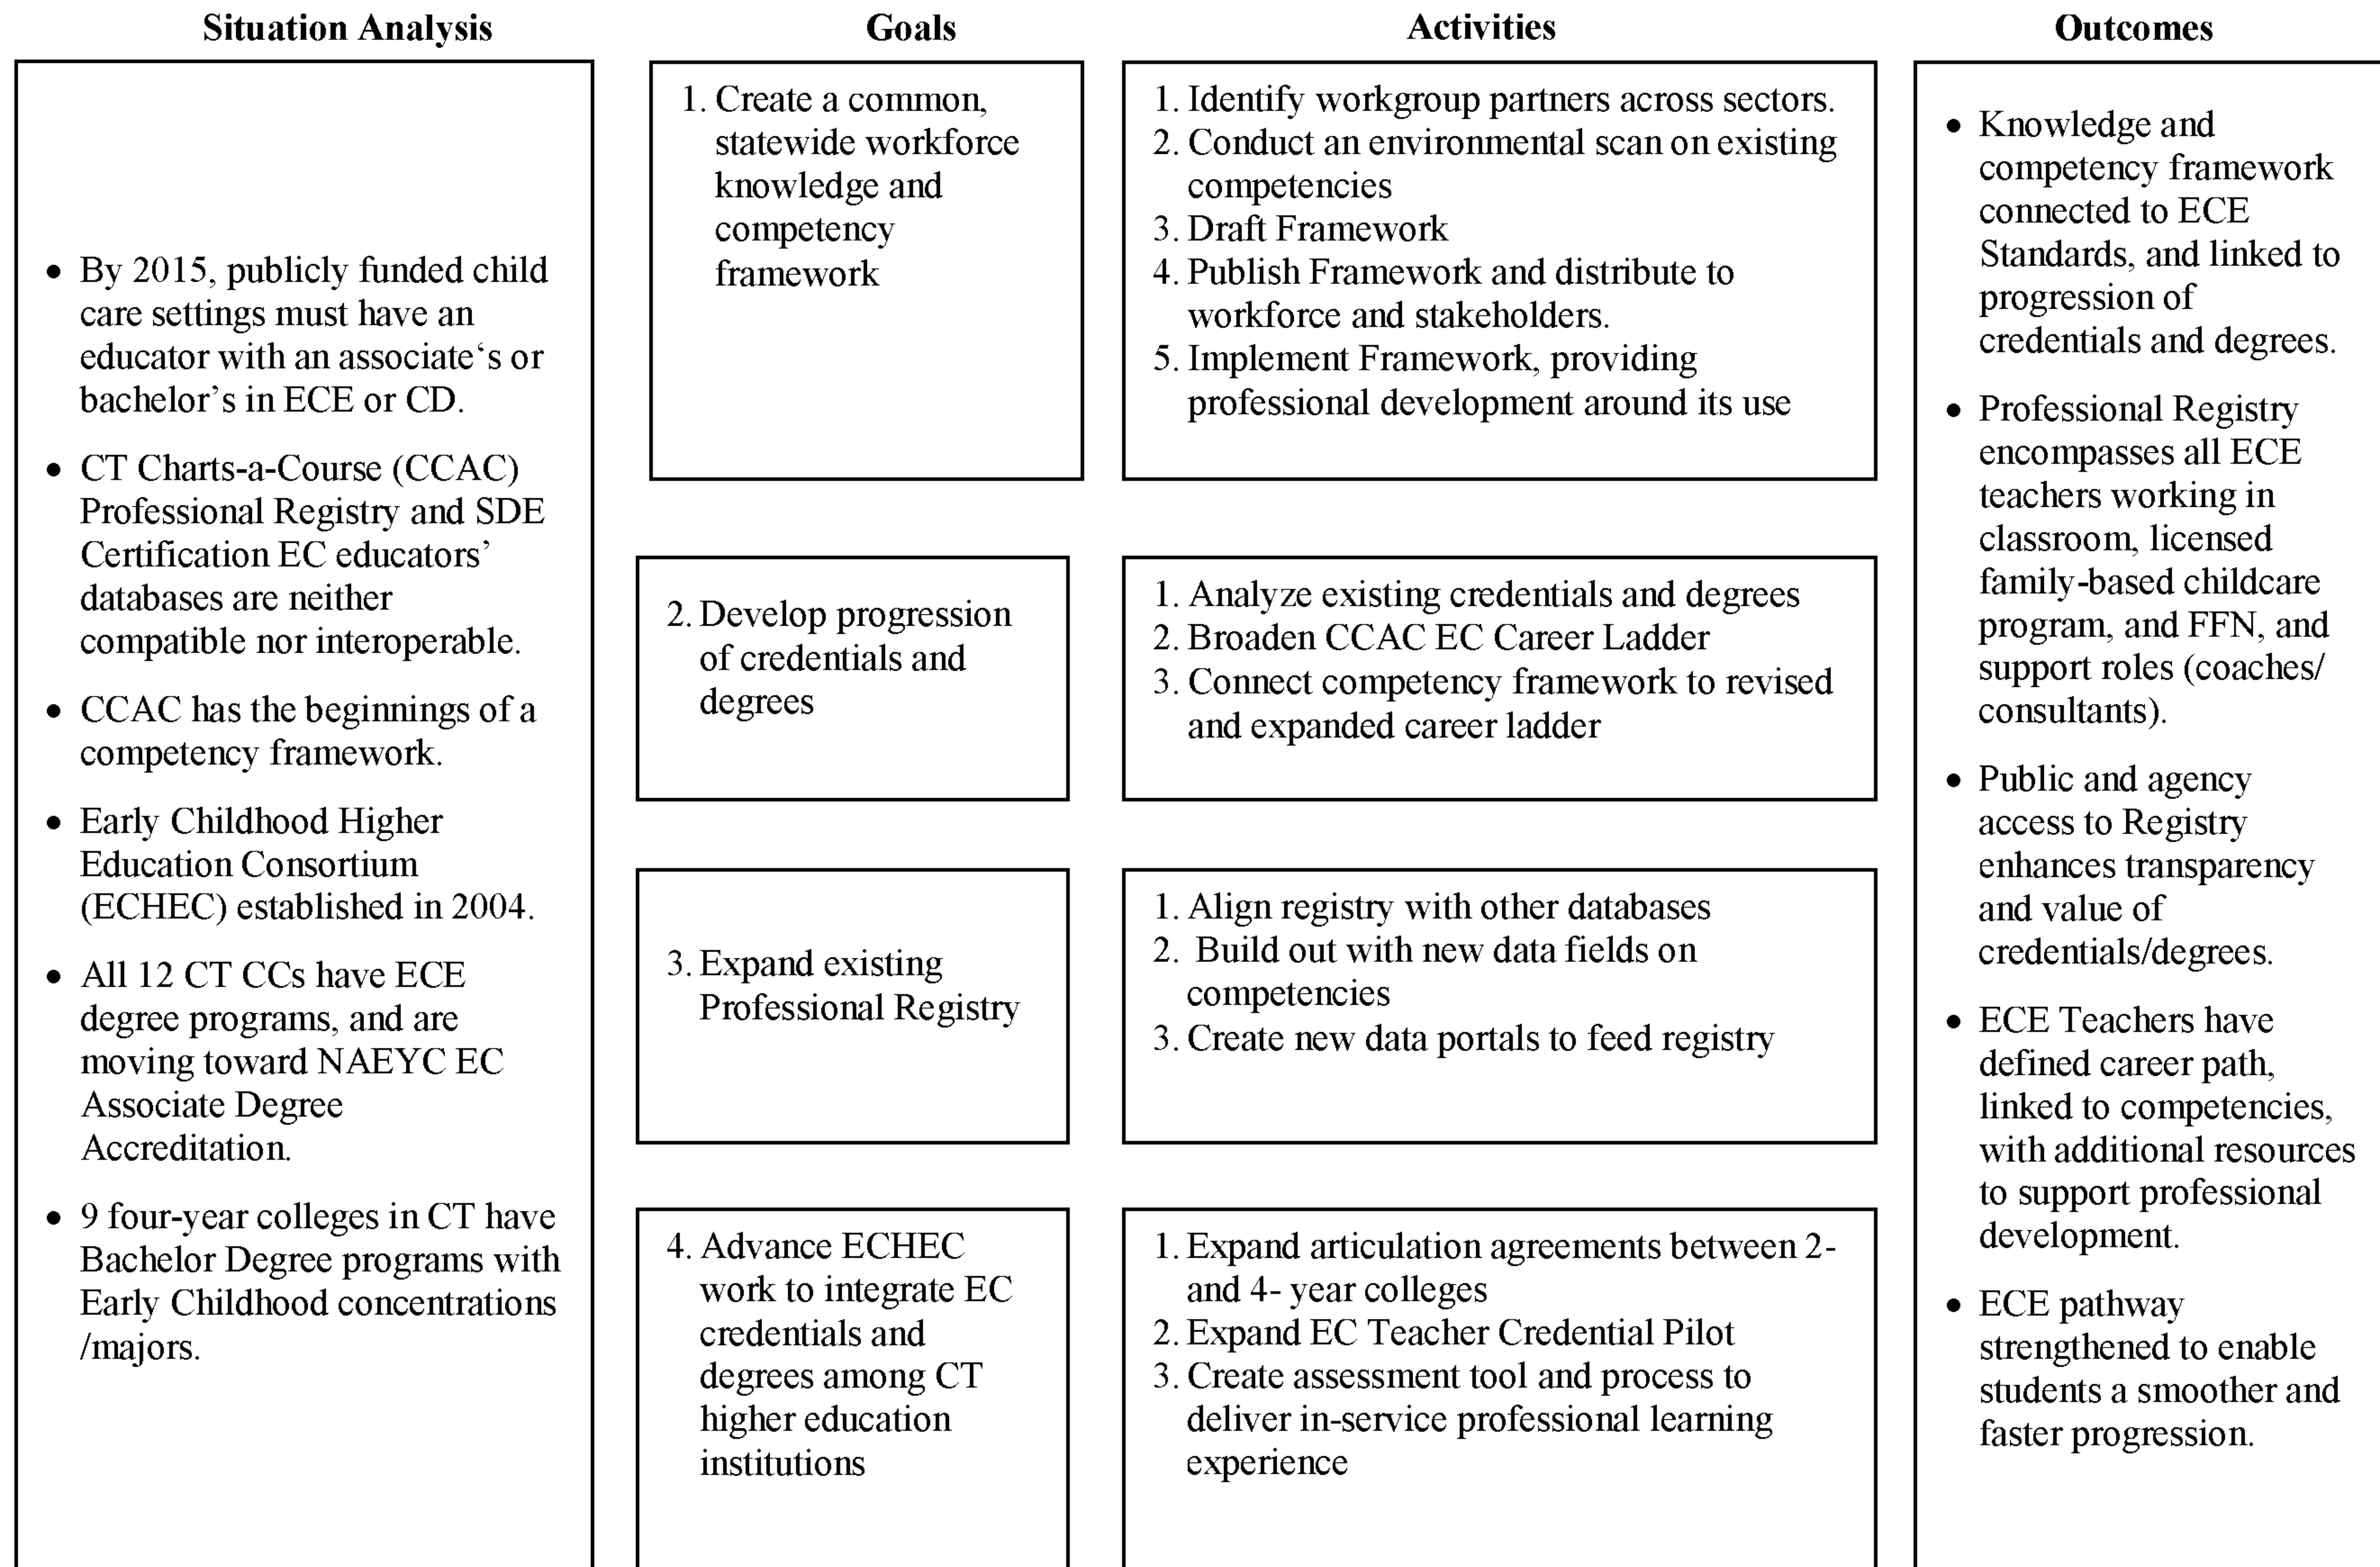 Situation Analysis
• By 2015, publicly funded child
care settings must have an
educator with an associate‘s or
bachelor’s in ECE or CD.
• CT Charts-a-Course (CCAC)
Professional Registry and SDE
Certification EC educators’
databases are neither
compatible nor interoperable.
• CCAC has the beginnings of a
competency framework.
• Early Childhood Higher
Education Consortium
(ECHEC) established in 2004.
• All 12 CT CCs have ECE
degree programs, and are
moving toward NAEYC EC
Associate Degree
Accreditation.
• 9 four-year colleges in CT have
Bachelor Degree programs with
Early Childhood concentrations
/majors.
Goals
1. Create a common,
statewide workforce
knowledge and
competency
framework
2. Develop progression
of credentials and
degrees
3. Expand existing
Professional Registry
4. Advance ECHEC
work to integrate EC
credentials and
degrees among CT
higher education
institutions
Activities
1. Identify workgroup partners across sectors.
2. Conduct an environmental scan on existing
competencies
3. Draft Framework
4. Publish Framework and distribute to
workforce and stakeholders.
5. Implement Framework, providing
professional development around its use
1. Analyze existing credentials and degrees
2. Broaden CCAC EC Career Ladder
3. Connect competency framework to revised
and expanded career ladder
1. Align registry with other databases
2. Build out with new data fields on
competencies
3. Create new data portals to feed registry
1. Expand articulation agreements between 2-
and 4- year colleges
2. Expand EC Teacher Credential Pilot
3. Create assessment tool and process to
deliver in-service professional learning
experience
Outcomes
• Knowledge and
competency framework
connected to ECE
Standards, and linked to
progression of
credentials and degrees.
• Professional Registry
encompasses all ECE
teachers working in
classroom, licensed
family-based childcare
program, and FFN, and
support roles (coaches/
consultants).
• Public and agency
access to Registry
enhances transparency
and value of
credentials/degrees.
• ECE Teachers have
defined career path,
linked to competencies,
with additional resources
to support professional
development.
• ECE pathway
strengthened to enable
students a smoother and
faster progression.